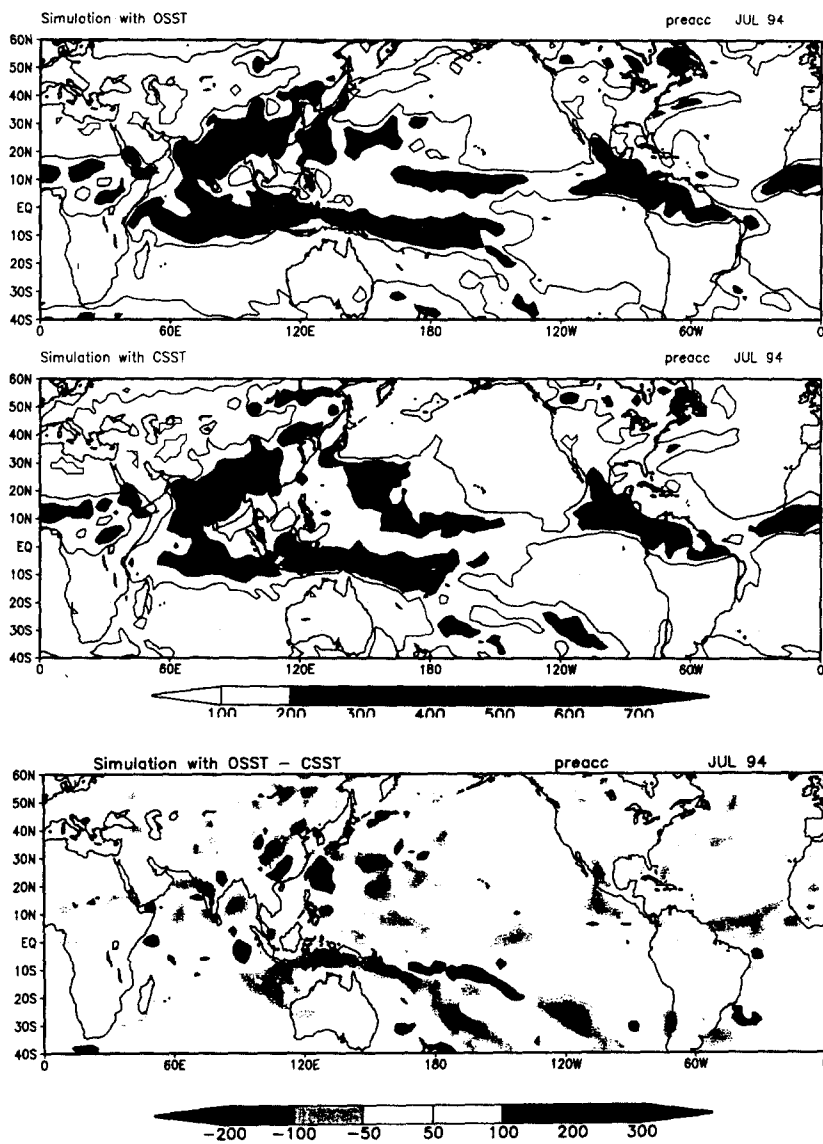 Simulation with OSST preacc JUL 94
60N
50N
40N
30N
20N
10N
EQ
10S
20S
30S
40S
0 60E 120E 180 120W 60W 0
Simulation with CSST preacc JUL 94
60N
50N
40N
30N
20N
10N
EQ
10S
20S
30S
40S
0 60E 120E 180 120W 60W 0
100 200 300 400 500 600 700
Simulation with OSST - CSST preacc JUL 94
60N
50N
40N
30N
20N
10N
EQ
10S
20S
30S
40S
0 60E 120E 180 120W 60W 0
-200 -100 -50 50 100 200 300